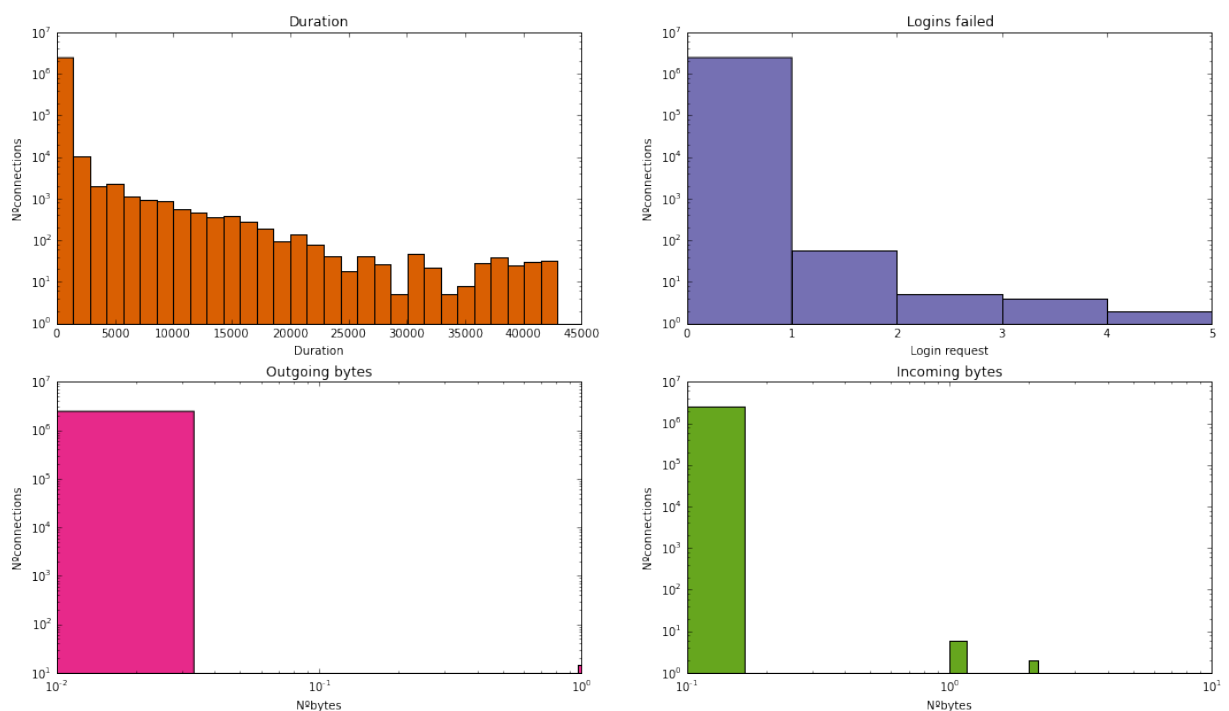 Duration
10^7
10^6
10^5
10^4
10^3
10^2
10^1
10^0
Nºconnections
0 5000 10000 15000 20000 25000 30000 35000 40000 45000
Duration
Logins failed
10^7
10^6
10^5
10^4
10^3
10^2
10^1
10^0
Nºconnections
0 1 2 3 4 5
Login request
Outgoing bytes
10^7
10^6
10^5
10^4
10^3
10^2
10^1
Nºconnections
10^-2 10^-1 10^0
Nºbytes
Incoming bytes
10^7
10^6
10^5
10^4
10^3
10^2
10^1
10^0
Nºconnections
10^-1 10^0 10^1
Nºbytes